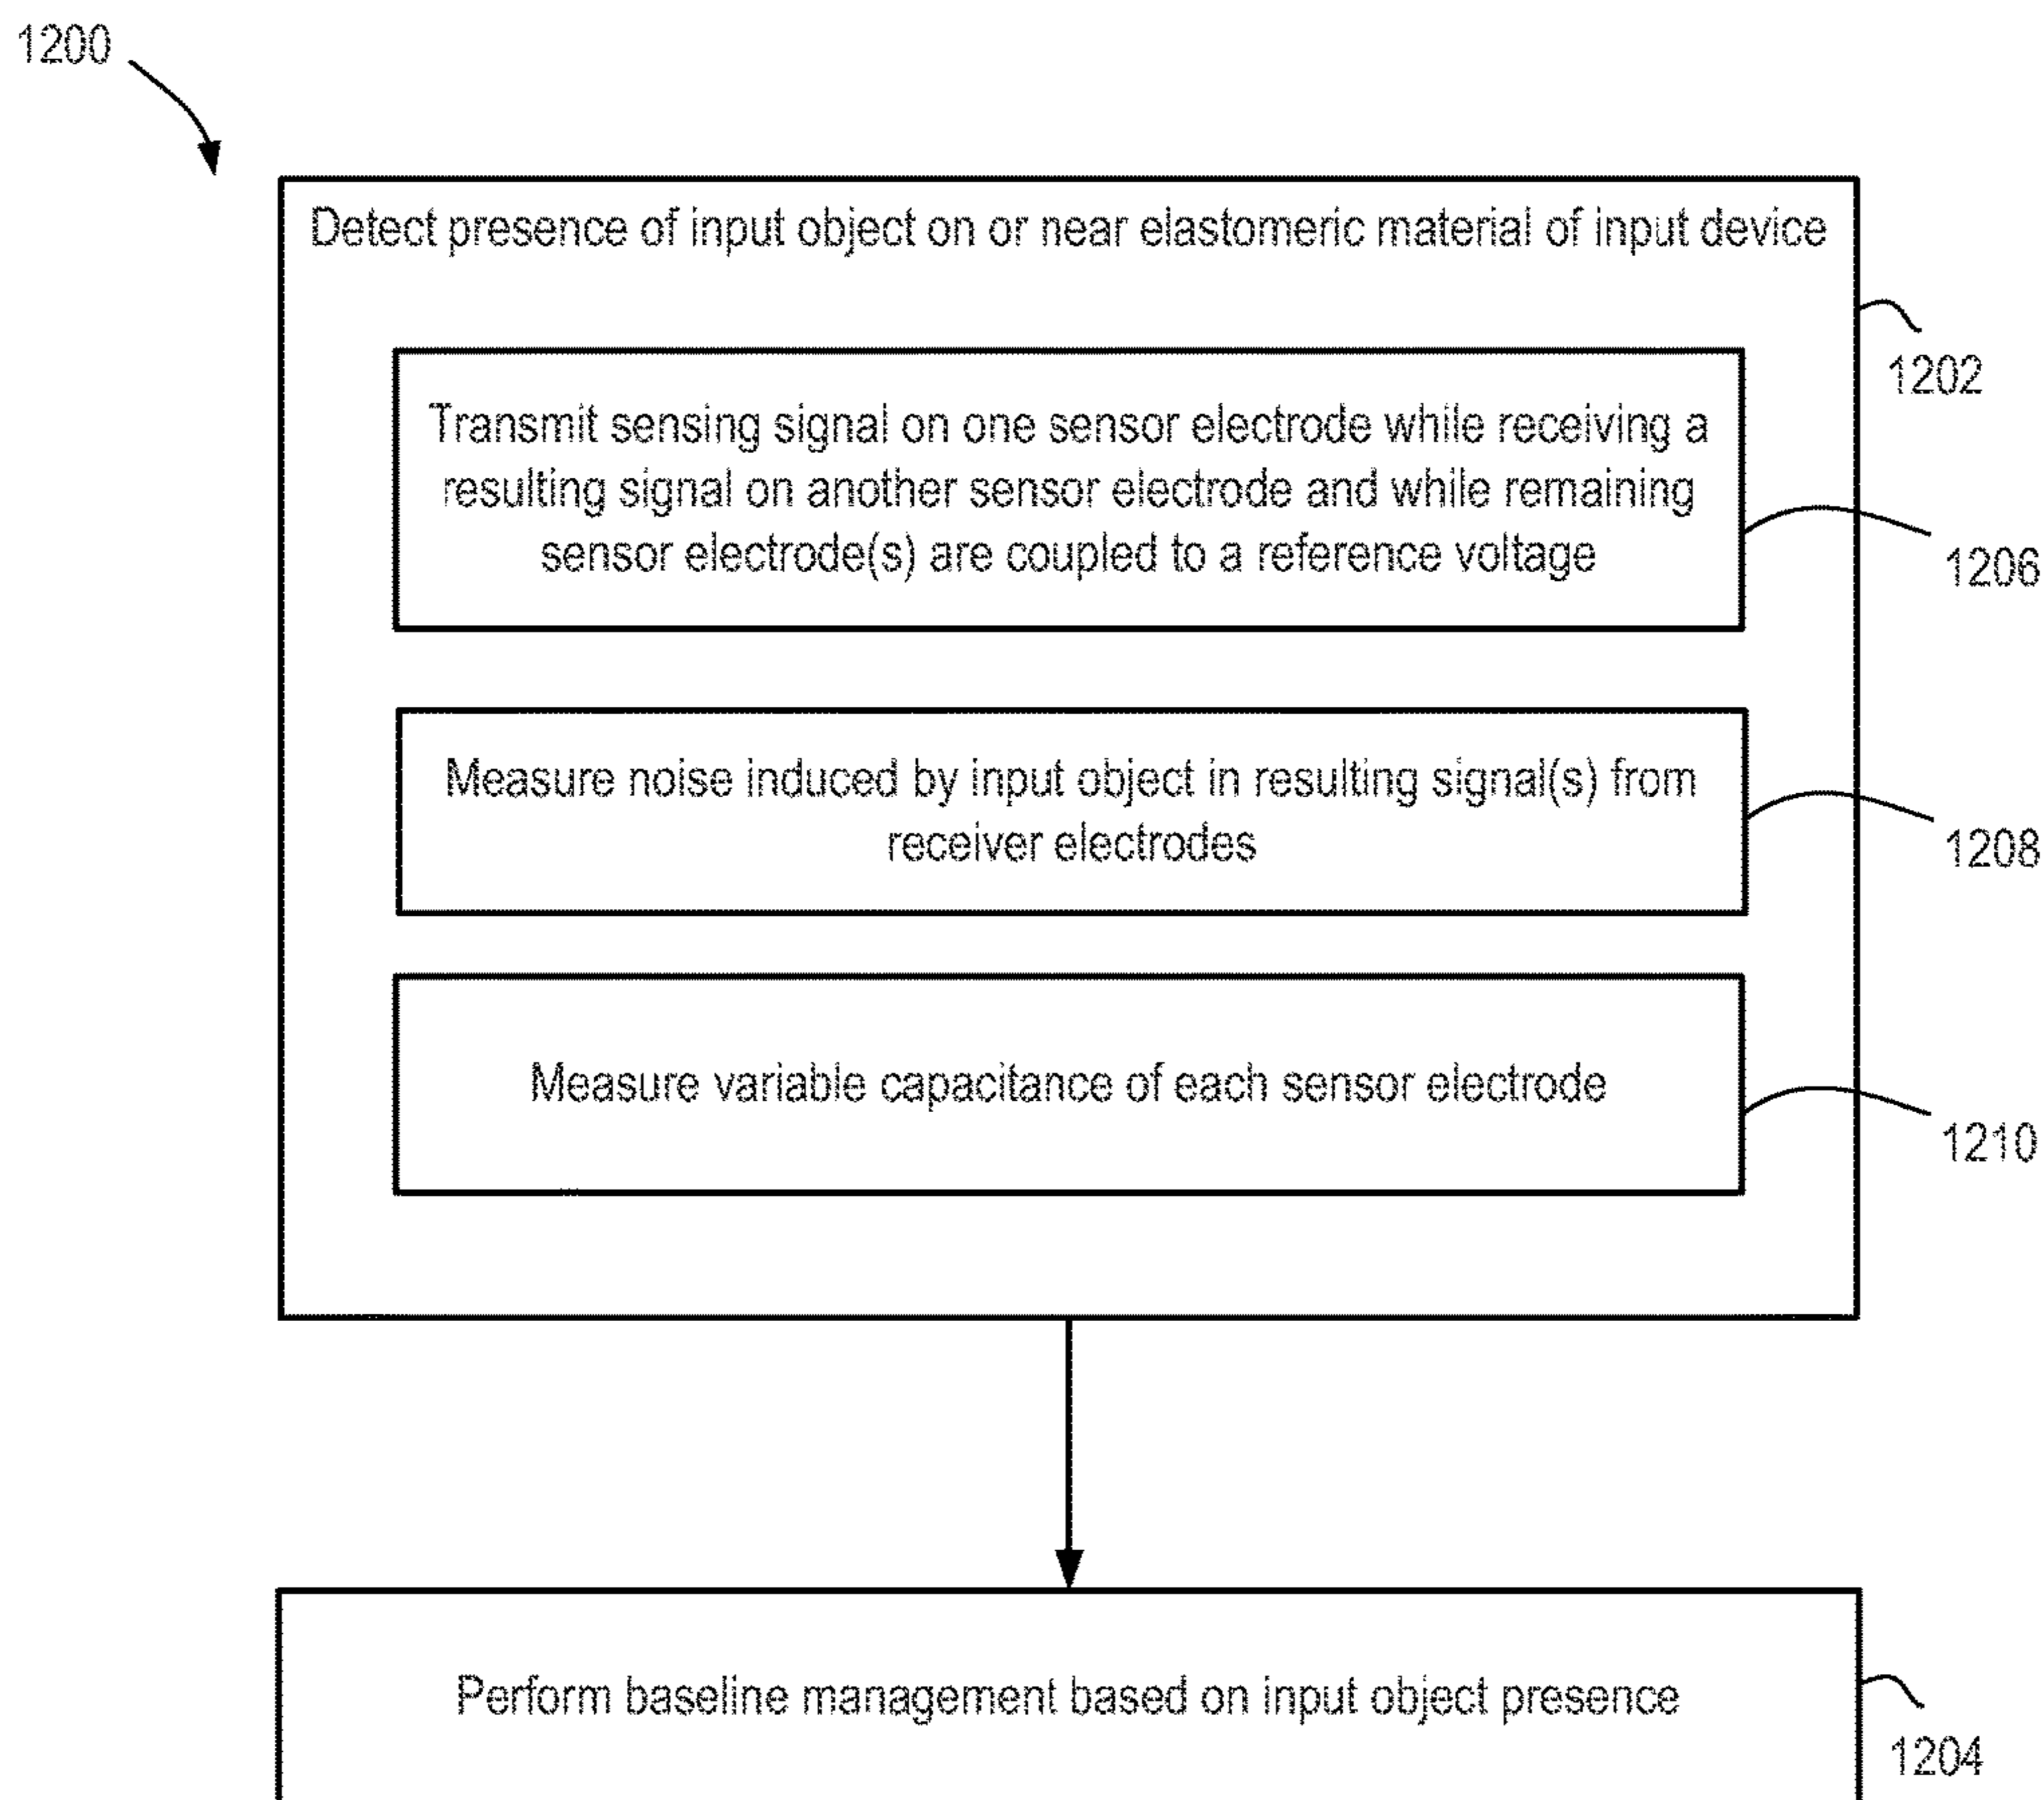 1200
Detect presence of input object on or near elastomeric material of input device
1202
Transmit sensing signal on one sensor electrode while receiving a
resulting signal on another sensor electrode and while remaining
sensor electrode(s) are coupled to a reference voltage
1206
Measure noise induced by input object in resulting signal(s) from
receiver electrodes
1208
Measure variable capacitance of each sensor electrode
1210
Perform baseline management based on input object presence
1204